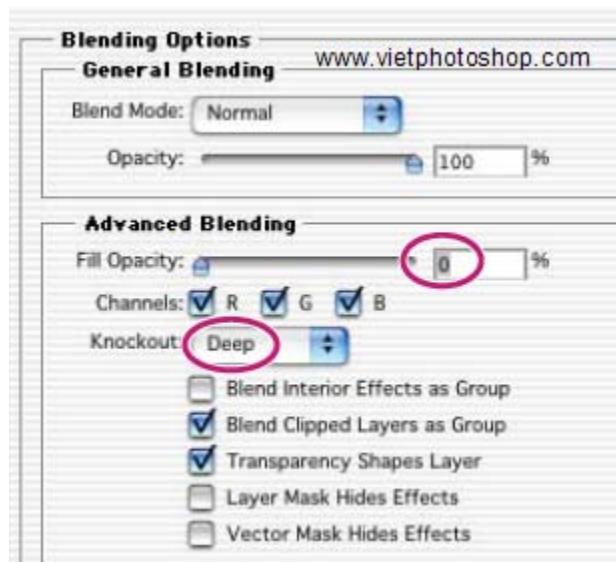 Blending Options
www.vietphotoshop.com
General Blending
Blend Mode: Normal
Opacity: 100 %
Advanced Blending
Fill Opacity: 0 %
Channels: R G B
Knockout: Deep
Blend Interior Effects as Group
Blend Clipped Layers as Group
Transparency Shapes Layer
Layer Mask Hides Effects
Vector Mask Hides Effects